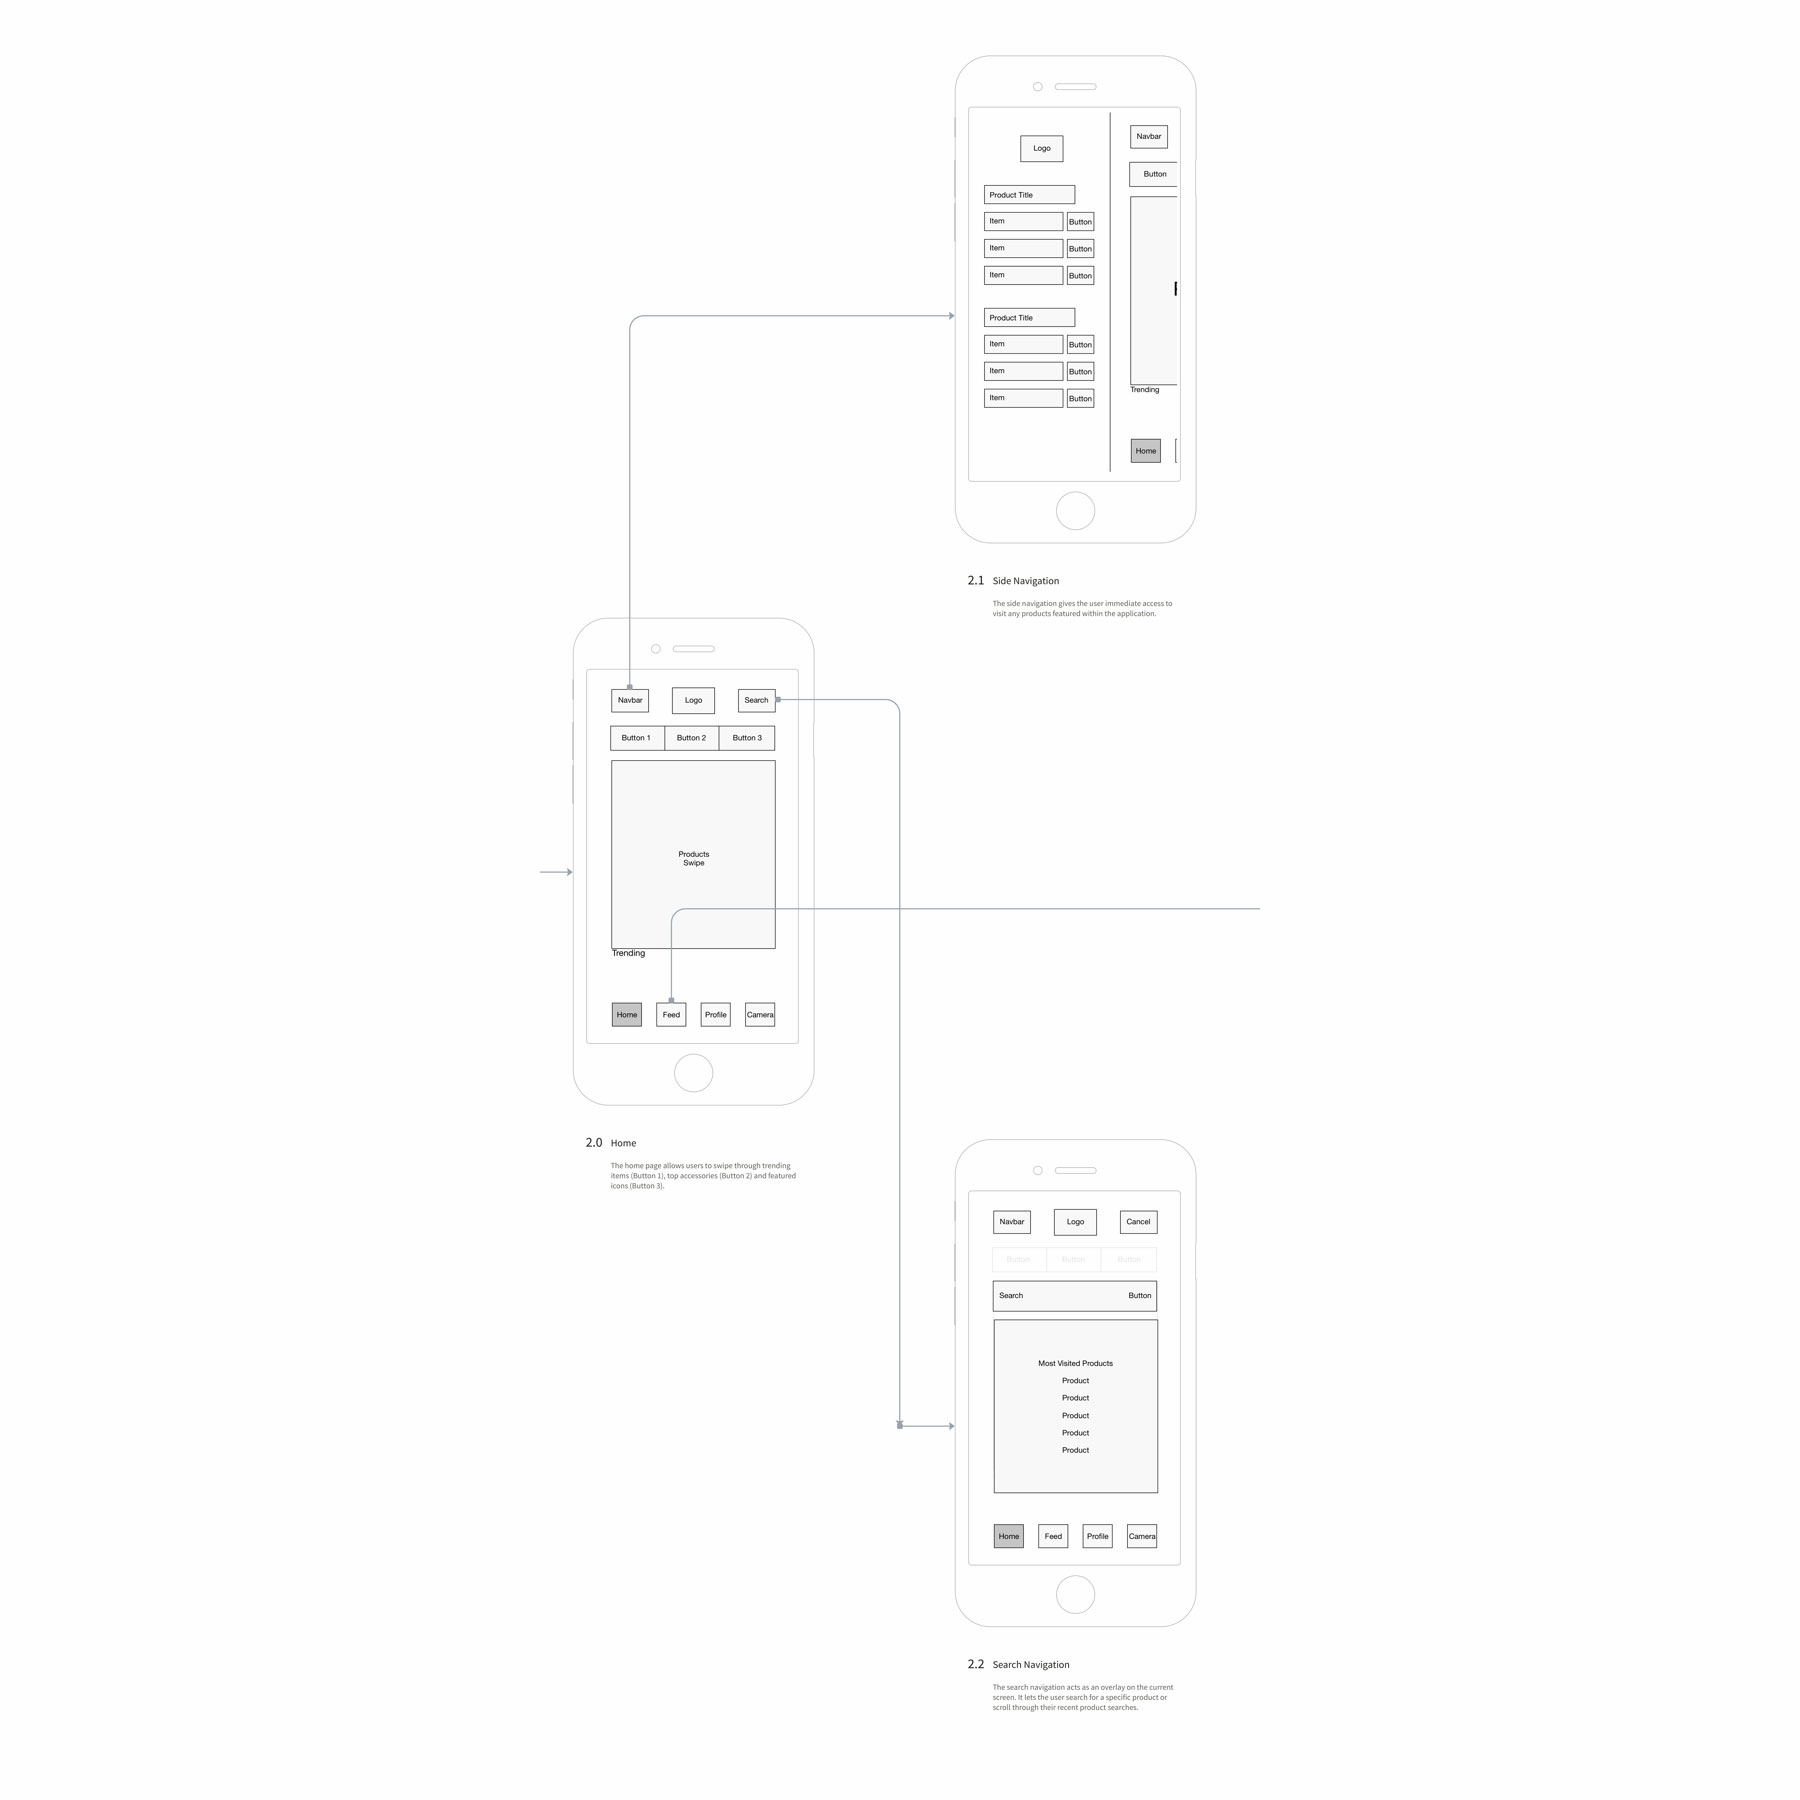 Logo
Navbar
Product Title
Button
Item Button
Item Button
Item Button
Product Title
Item Button
Item Button
Item Button
Trending
Home
2.1 Side Navigation
The side navigation gives the user immediate access to
visit any products featured within the application.
Navbar Logo Search
Button 1 Button 2 Button 3
Products
Swipe
Trending
Home Feed Profile Camera
2.0 Home
The home page allows users to swipe through trending
items (Button 1), top accessories (Button 2) and featured
icons (Button 3).
Navbar Logo Cancel
Button Button Button
Search Button
Most Visited Products
Product
Product
Product
Product
Product
Home Feed Profile Camera
2.2 Search Navigation
The search navigation acts as an overlay on the current
screen. It lets the user search for a specific product or
scroll through their recent product searches.